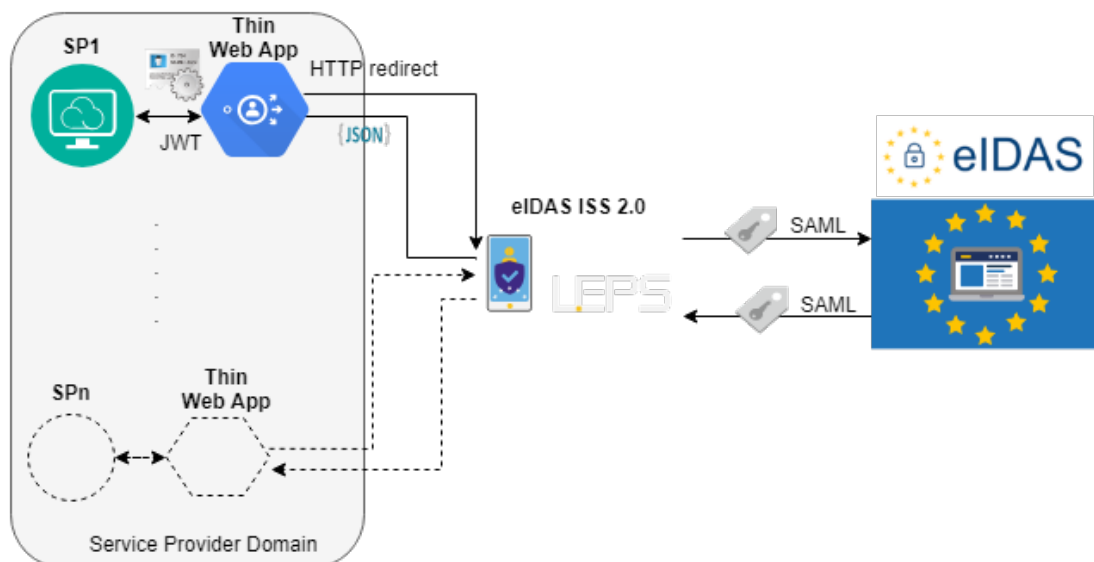 SP1
Thin
Web App
HTTP redirect
JWT
{JSON}
eIDAS
eIDAS ISS 2.0
SAML
LEPS
SAML
SPn
Thin
Web App
Service Provider Domain